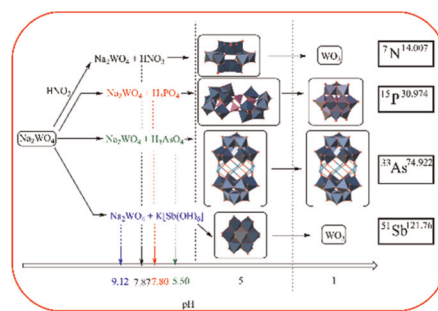 Na₂WO₄ + HNO₃
WO₃
⁷N¹⁴·⁰⁰⁷
HNO₃
Na₂WO₄ + H₃PO₄
¹⁵P³⁰·⁹⁷⁴
Na₂WO₄
Na₂WO₄ + H₃AsO₄
³³As⁷⁴·⁹²²
Na₂WO₄ + K[Sb(OH)₆]
WO₃
⁵¹Sb¹²¹·⁷⁶
9.12 7.87 7.80 5.50 5 1
pH